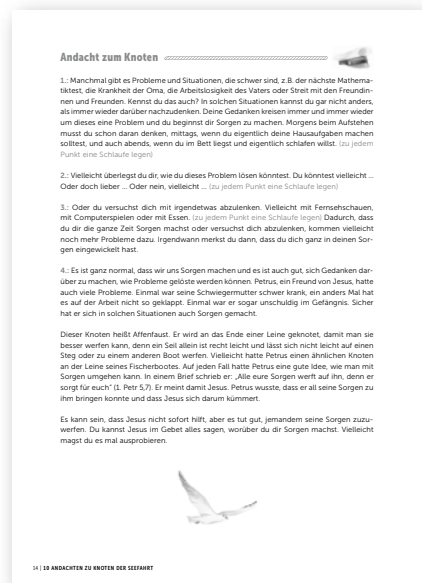 Andacht zum Knoten
1.: Manchmal gibt es Probleme und Situationen, die schwer sind, z.B. der nächste Mathema-
tiktest, die Krankheit der Oma, die Arbeitslosigkeit des Vaters oder Streit mit den Freundin-
nen und Freunden. Kennst du das auch? In solchen Situationen kannst du gar nicht anders,
als immer wieder darüber nachzudenken. Deine Gedanken kreisen immer und immer wieder
um dieses eine Problem und du beginnst dir Sorgen zu machen. Morgens beim Aufstehen
musst du schon daran denken, mittags, wenn du eigentlich deine Hausaufgaben machen
solltest, und auch abends, wenn du im Bett liegst und eigentlich schlafen willst. (zu jedem
Punkt eine Schlaufe legen)
2.: Vielleicht überlegst du dir, wie du dieses Problem lösen könntest. Du könntest vielleicht ...
Oder doch lieber ... Oder nein, vielleicht ... (zu jedem Punkt eine Schlaufe legen)
3.: Oder du versuchst dich mit irgendetwas abzulenken. Vielleicht mit Fernsehschauen,
mit Computerspielen oder mit Essen. (zu jedem Punkt eine Schlaufe legen) Dadurch, dass
du dir die ganze Zeit Sorgen machst oder versuchst dich abzulenken, kommen vielleicht
noch mehr Probleme dazu. Irgendwann merkst du dann, dass du dich ganz in deinen Sor-
gen eingewickelt hast.
4.: Es ist ganz normal, dass wir uns Sorgen machen und es ist auch gut, sich Gedanken dar-
über zu machen, wie Probleme gelöst werden können. Petrus, ein Freund von Jesus, hatte
auch viele Probleme. Einmal war seine Schwiegermutter schwer krank, ein anders Mal hat
es auf der Arbeit nicht so geklappt. Einmal war er sogar unschuldig im Gefängnis. Sicher
hat er sich in solchen Situationen auch Sorgen gemacht.
Dieser Knoten heißt Affenfaust. Er wird an das Ende einer Leine geknotet, damit man sie
besser werfen kann, denn ein Seil allein ist recht leicht und lässt sich nicht leicht auf einen
Steg oder zu einem anderen Boot werfen. Vielleicht hatte Petrus einen ähnlichen Knoten
an der Leine seines Fischerbootes. Auf jeden Fall hatte Petrus eine gute Idee, wie man mit
Sorgen umgehen kann. In einem Brief schrieb er: „Alle eure Sorgen werft auf ihn, denn er
sorgt für euch“ (1. Petr 5,7). Er meint damit Jesus. Petrus wusste, dass er all seine Sorgen zu
ihm bringen konnte und dass Jesus sich darum kümmert.
Es kann sein, dass Jesus nicht sofort hilft, aber es tut gut, jemandem seine Sorgen zuzu-
werfen. Du kannst Jesus im Gebet alles sagen, worüber du dir Sorgen machst. Vielleicht
magst du es mal ausprobieren.
14 | 10 ANDACHTEN ZU KNOTEN DER SEEFAHRT